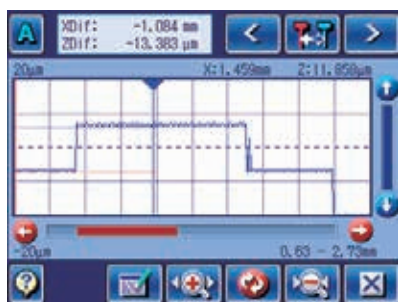 A
XDif: -1.084 mm
ZDif: -13.383 μm
20μm X:1.459mm Z:11.858μm
-20μm 0.63 - 2.73mm